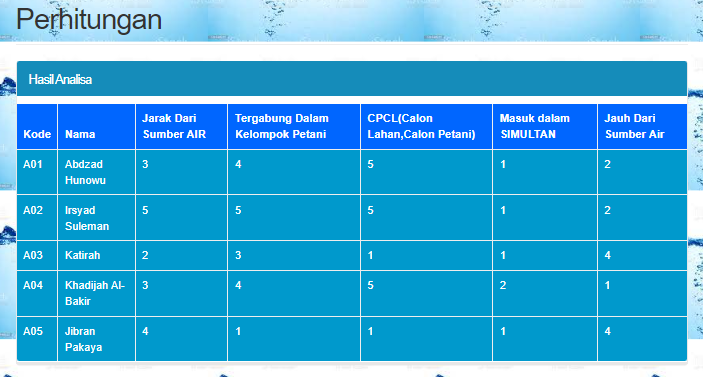 Perhitungan
Hasil Analisa
Kode Nama Jarak Dari Sumber AIR Tergabung Dalam Kelompok Petani CPCL(Calon Lahan,Calon Petani) Masuk dalam SIMULTAN Jauh Dari Sumber Air
A01 Abdzad Hunowu 3 4 5 1 2
A02 Irsyad Suleman 5 5 5 1 2
A03 Katirah 2 3 1 1 4
A04 Khadijah Al-Bakir 3 4 5 2 1
A05 Jibran Pakaya 4 1 1 1 4